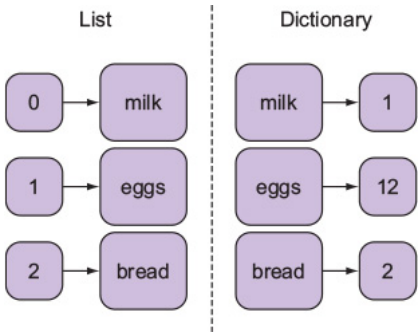 List
Dictionary
0 milk
milk 1
1 eggs
eggs 12
2 bread
bread 2